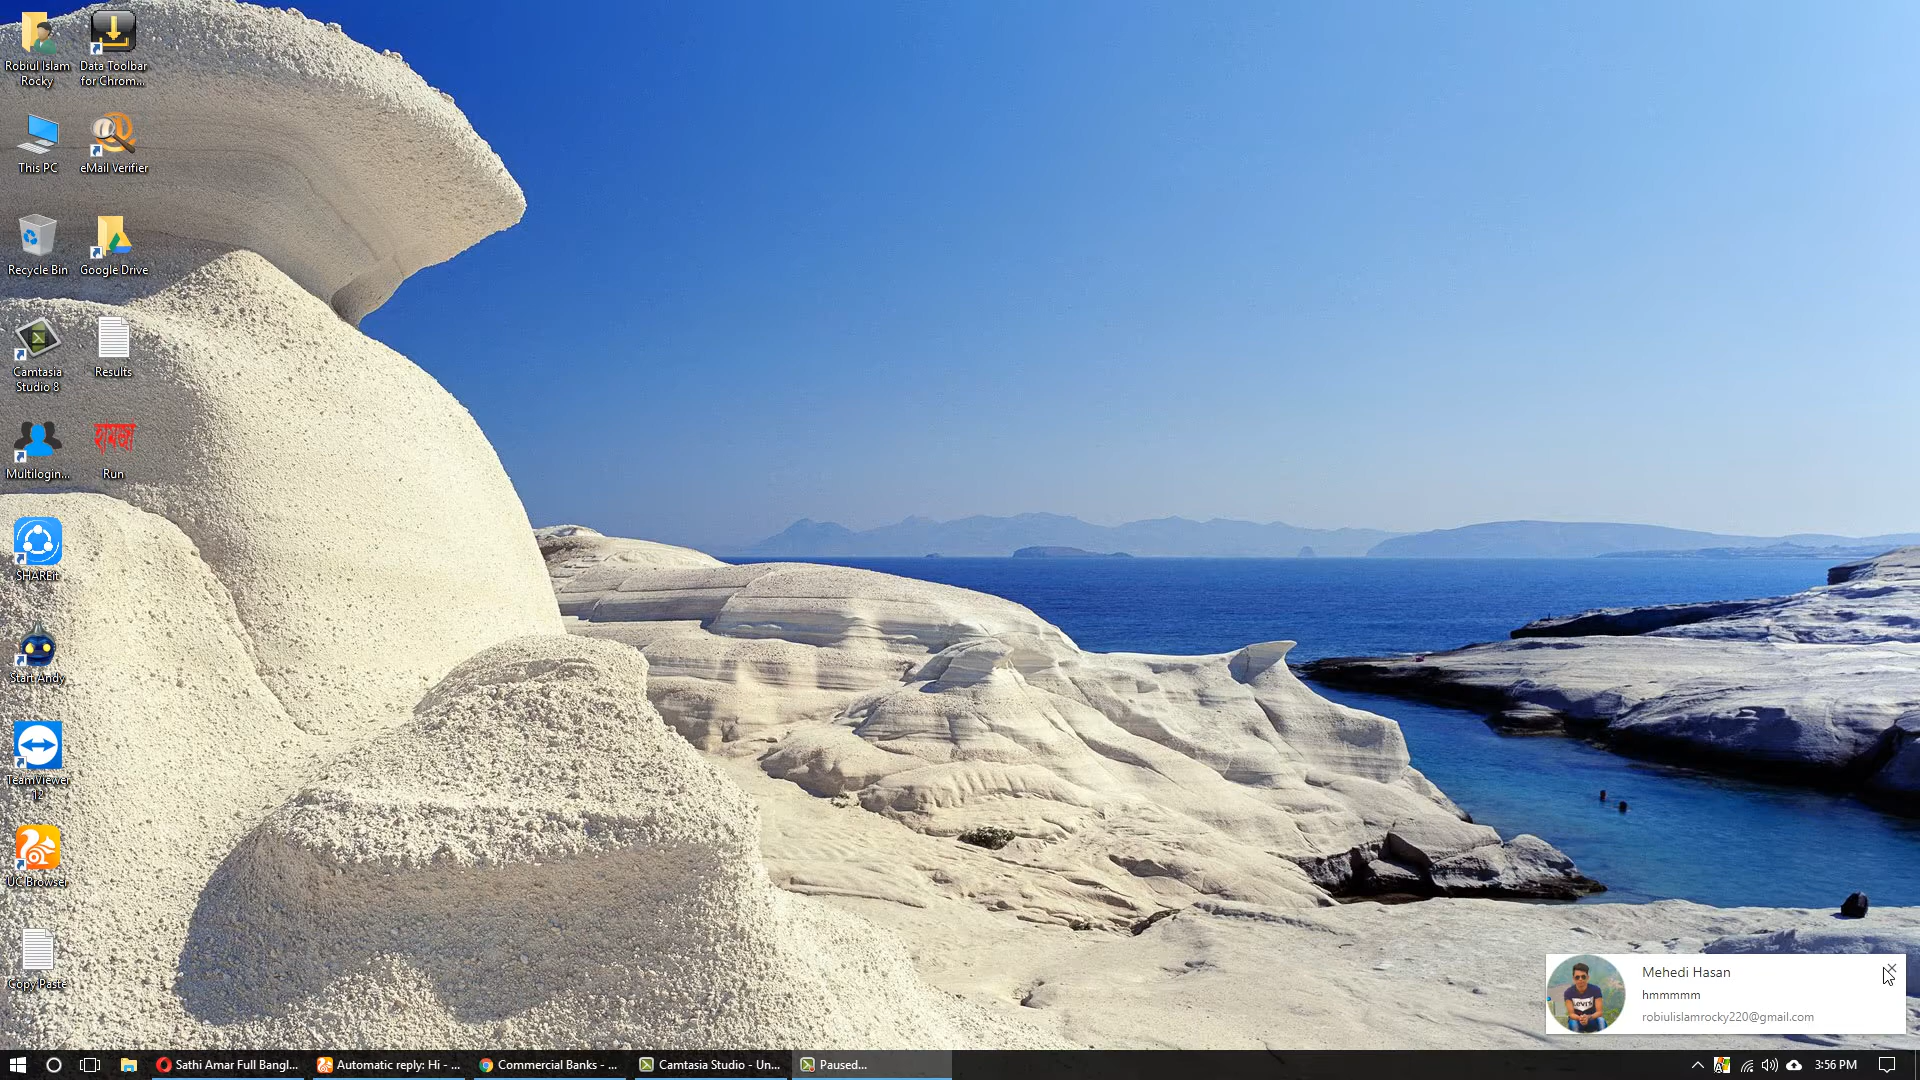 Robiul Islam
Rocky
Data Toolbar
for Chrom...
This PC
eMail Verifier
Recycle Bin
Google Drive
Camtasia
Studio 8
Results
Multilogin...
হামজা
Run
SHAREit
Start Andy
TeamViewer
12
UC Browser
Copy Paste
Mehedi Hasan
hmmmmm
robiulislamrocky220@gmail.com
Sathi Amar Full Bangl...
Automatic reply: Hi - ...
Commercial Banks - ...
Camtasia Studio - Un...
Paused...
3:56 PM